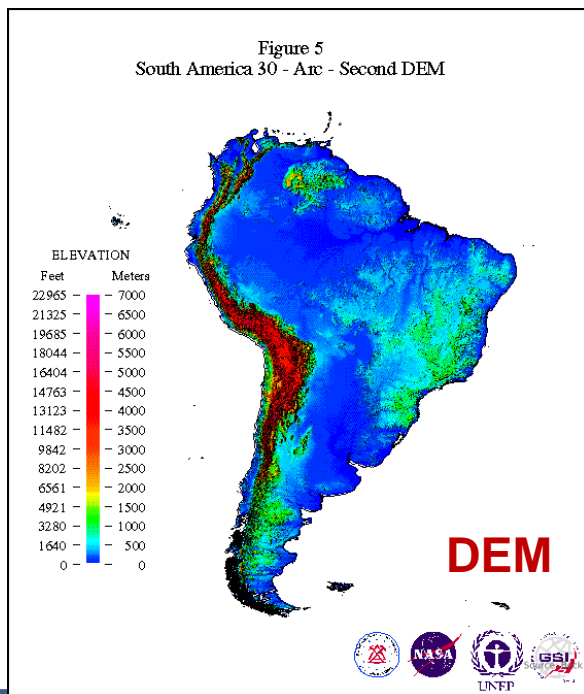 Figure 5
South America 30 - Arc - Second DEM
ELEVATION
Feet Meters
22965 7000
21325 6500
19685 6000
18044 5500
16404 5000
14763 4500
13123 4000
11482 3500
9842 3000
8202 2500
6561 2000
4921 1500
3280 1000
1640 500
0 0
DEM
NASA
UNEP
GSI
Source: